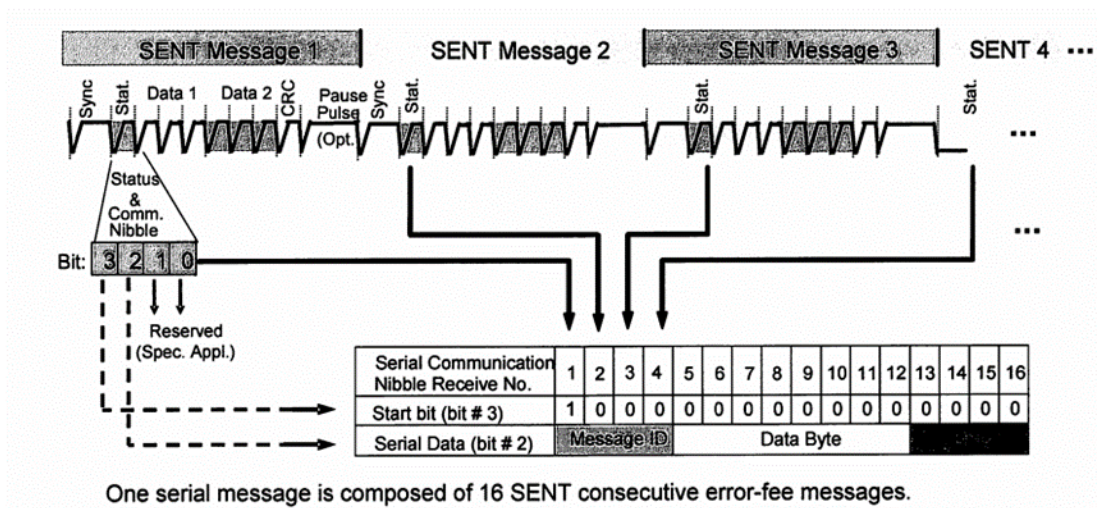 SENT Message 1 SENT Message 2 SENT Message 3 SENT 4 ...
Sync Stat. Data 1 Data 2 CRC Pause Pulse (Opt. Sync Stat. Stat. Stat.
...
Status
&
Comm.
Nibble
...
Bit: 3 2 1 0
Reserved
(Spec. Appl.)
Serial Communication
Nibble Receive No. 1 2 3 4 5 6 7 8 9 10 11 12 13 14 15 16
Start bit (bit # 3) 1 0 0 0 0 0 0 0 0 0 0 0 0 0 0 0
Serial Data (bit # 2) Message ID Data Byte
One serial message is composed of 16 SENT consecutive error-fee messages.